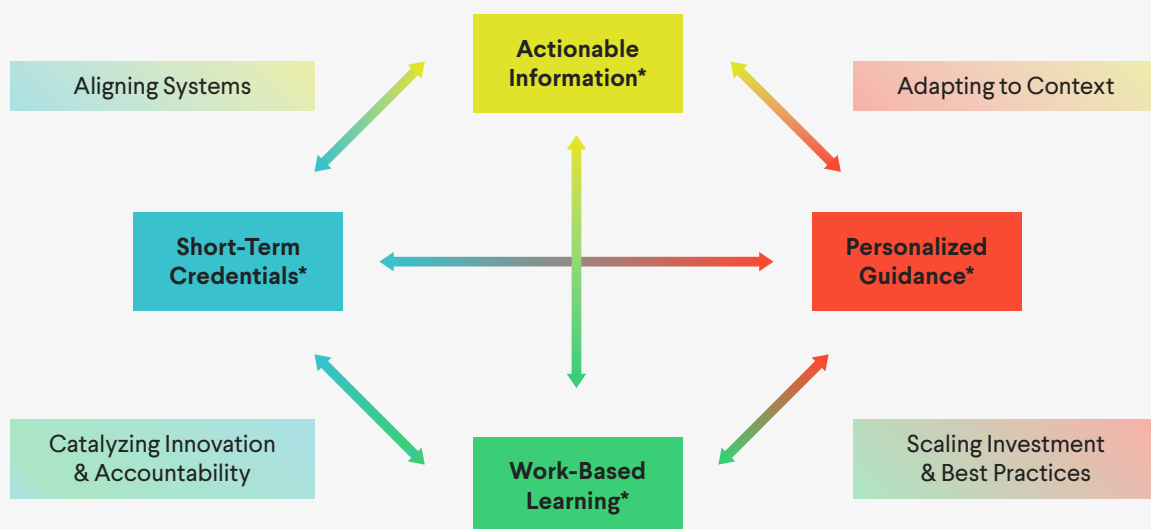 Actionable
Information*
Aligning Systems
Adapting to Context
Short-Term
Credentials*
Personalized
Guidance*
Catalyzing Innovation
& Accountability
Scaling Investment
& Best Practices
Work-Based
Learning*